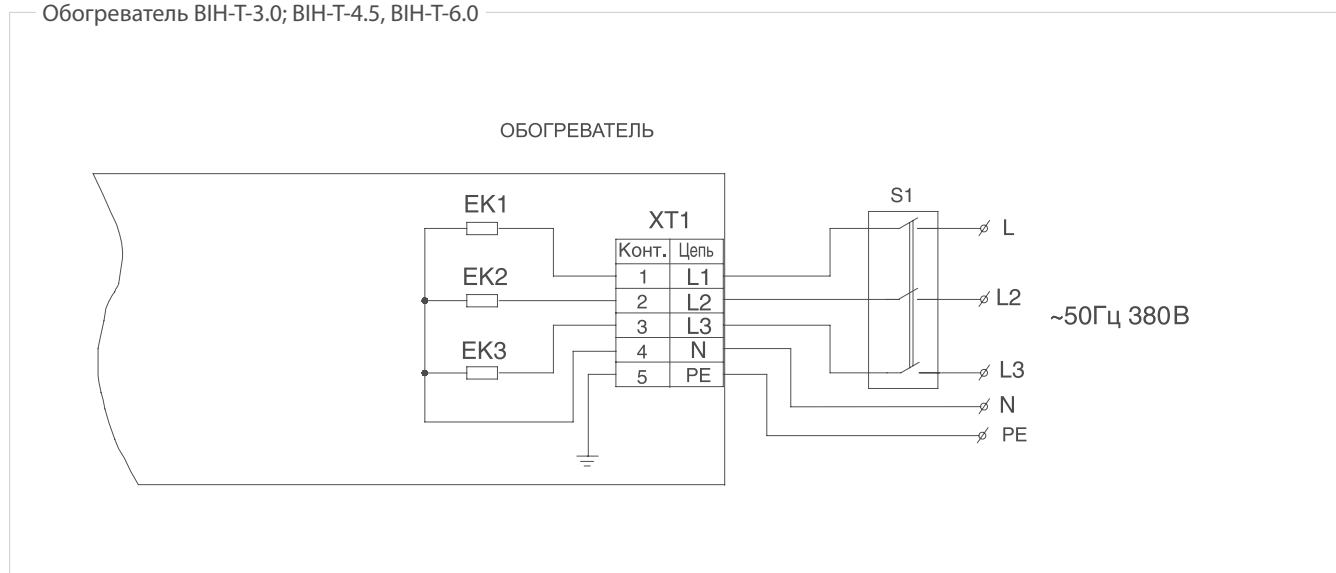 Обогреватель BIH-T-3.0; BIH-T-4.5, BIH-T-6.0
ОБОГРЕВАТЕЛЬ
EK1
EK2
EK3
XT1
Конт. Цепь
1 L1
2 L2
3 L3
4 N
5 PE
S1
L
L2
L3
N
PE
~50Гц 380В